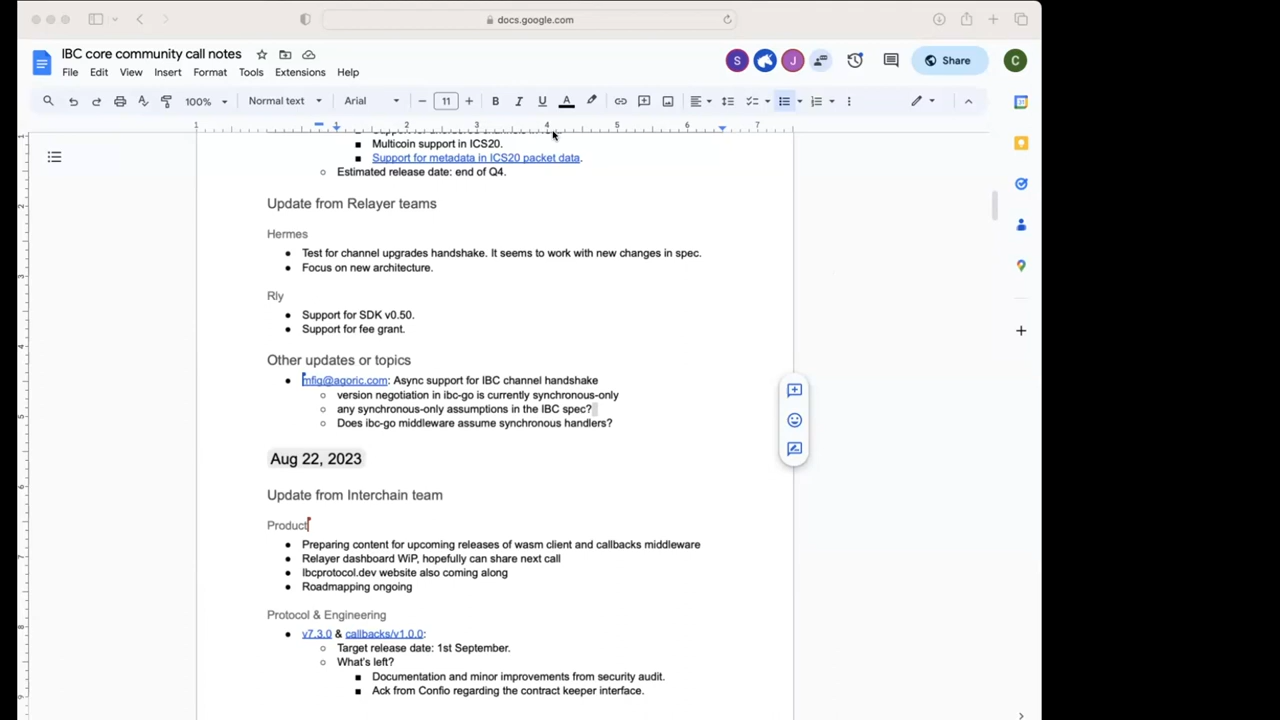 docs.google.com
IBC core community call notes
File Edit View Insert Format Tools Extensions Help
S J Share C
100% Normal text Arial 11
1 1 2 3 4 5 6 7
Multicoin support in ICS20.
Support for metadata in ICS20 packet data.
Estimated release date: end of Q4.
Update from Relayer teams
Hermes
Test for channel upgrades handshake. It seems to work with new changes in spec.
Focus on new architecture.
Rly
Support for SDK v0.50.
Support for fee grant.
Other updates or topics
mfig@agoric.com: Async support for IBC channel handshake
version negotiation in ibc-go is currently synchronous-only
any synchronous-only assumptions in the IBC spec?
Does ibc-go middleware assume synchronous handlers?
Aug 22, 2023
Update from Interchain team
Product
Preparing content for upcoming releases of wasm client and callbacks middleware
Relayer dashboard WiP, hopefully can share next call
Ibcprotocol.dev website also coming along
Roadmapping ongoing
Protocol & Engineering
v7.3.0 & callbacks/v1.0.0:
Target release date: 1st September.
What's left?
Documentation and minor improvements from security audit.
Ack from Confio regarding the contract keeper interface.